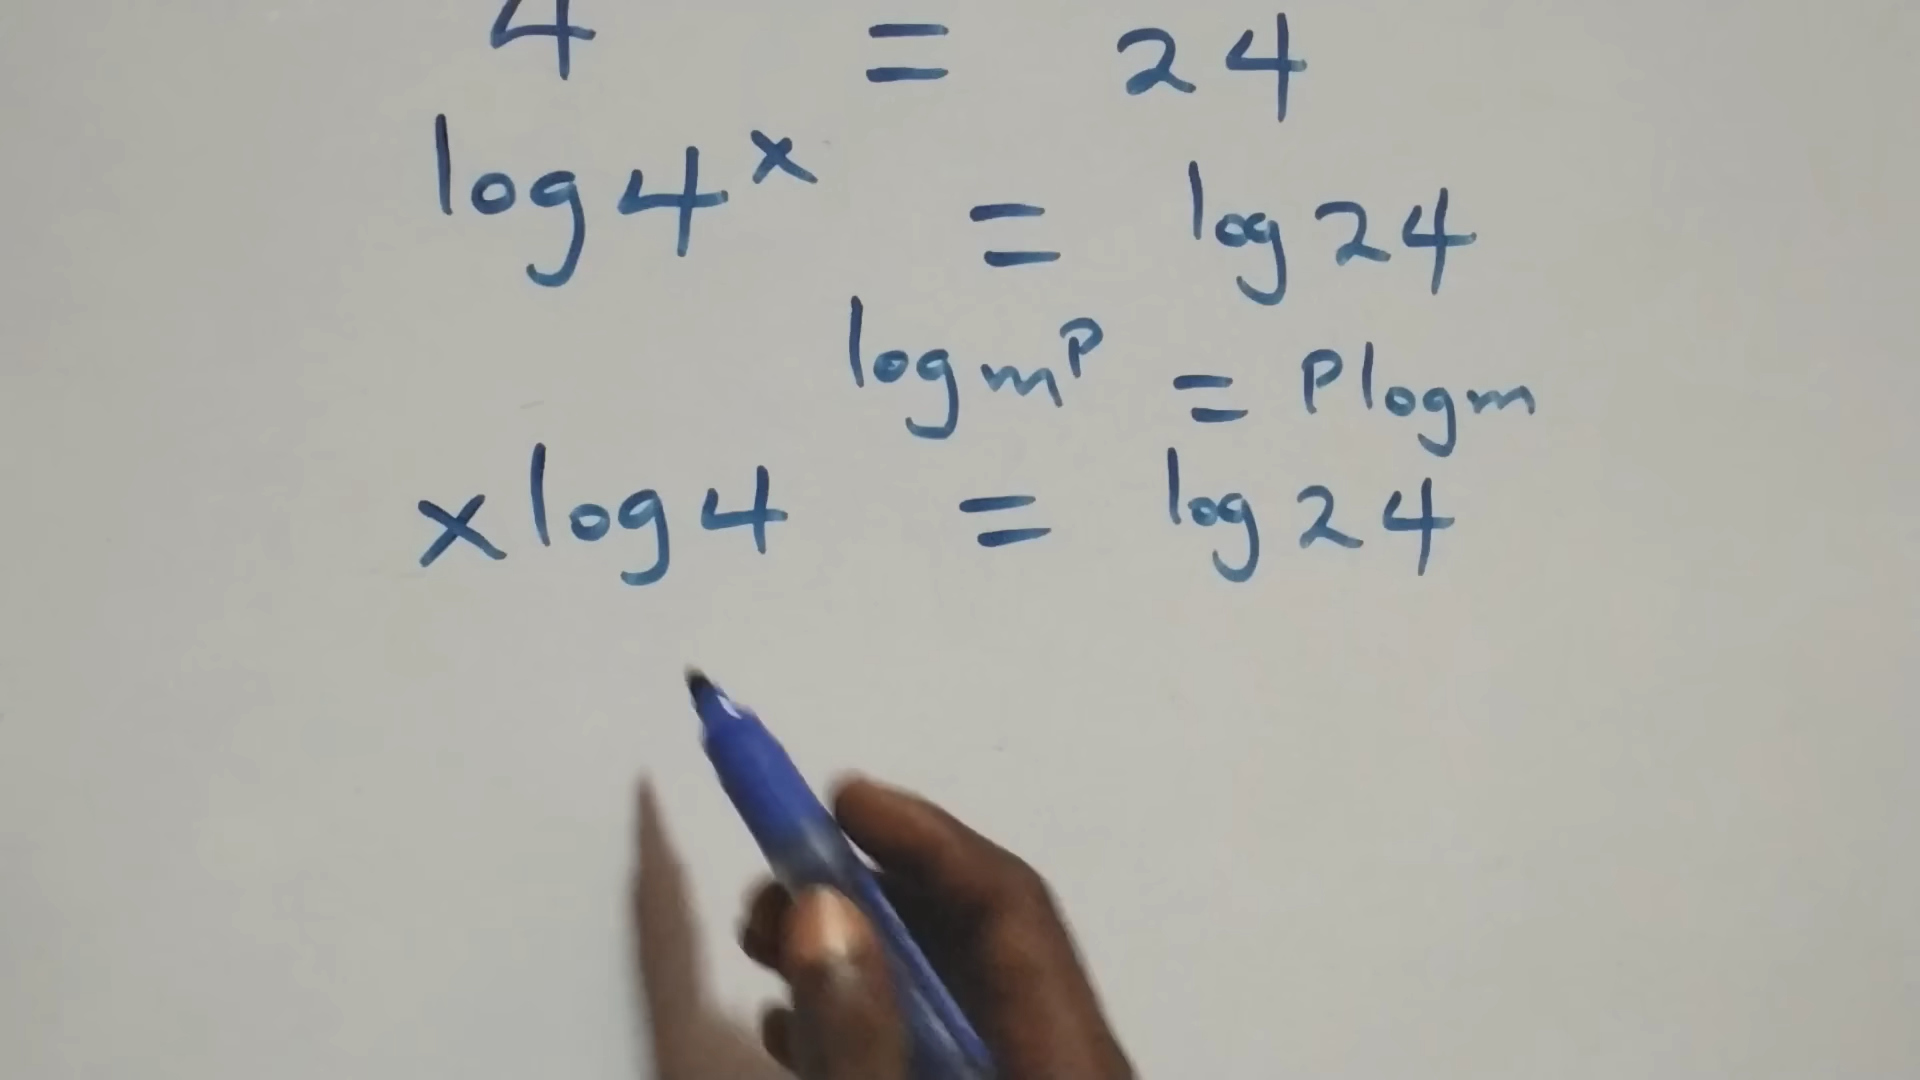 4 = 24
log 4^x = log 24
log m^p = p log m
x log 4 = log 24